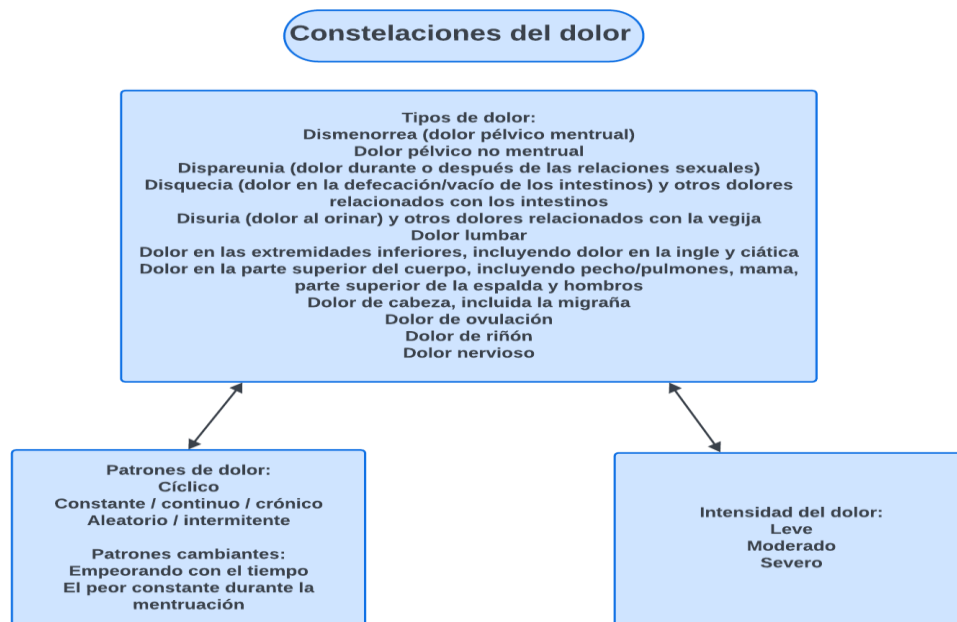 Constelaciones del dolor
Tipos de dolor:
Dismenorrea (dolor pélvico mentrual)
Dolor pélvico no mentrual
Dispareunia (dolor durante o después de las relaciones sexuales)
Disquecia (dolor en la defecación/vacío de los intestinos) y otros dolores
relacionados con los intestinos
Disuria (dolor al orinar) y otros dolores relacionados con la vegija
Dolor lumbar
Dolor en las extremidades inferiores, incluyendo dolor en la ingle y ciática
Dolor en la parte superior del cuerpo, incluyendo pecho/pulmones, mama,
parte superior de la espalda y hombros
Dolor de cabeza, incluida la migraña
Dolor de ovulación
Dolor de riñón
Dolor nervioso
Patrones de dolor:
Cíclico
Constante / continuo / crónico
Aleatorio / intermitente
Patrones cambiantes:
Empeorando con el tiempo
El peor constante durante la
mentruación
Intensidad del dolor:
Leve
Moderado
Severo